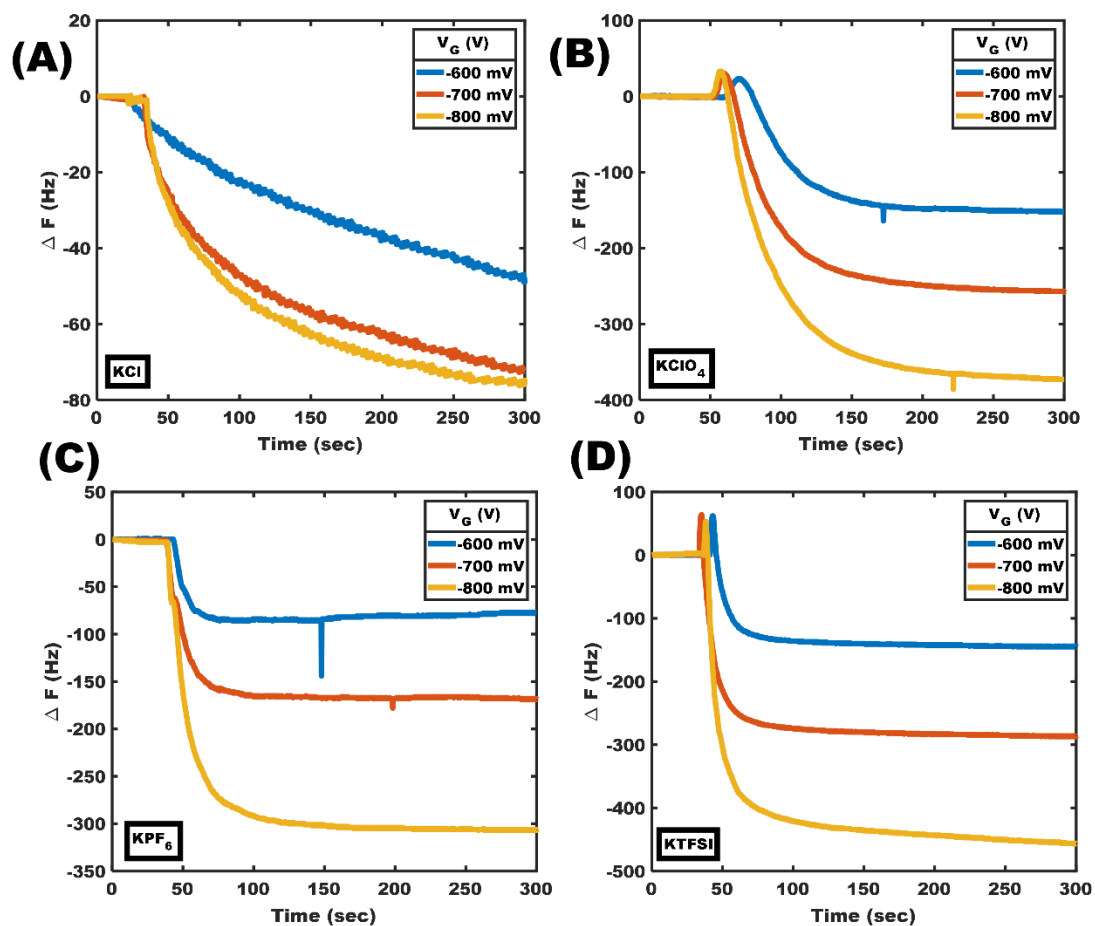 (A)
20
0
-20
-40
-60
-80
△ F (Hz)
0 50 100 150 200 250 300
Time (sec)
V_G (V)
-600 mV
-700 mV
-800 mV
KCl
(B)
100
0
-100
-200
-300
-400
△ F (Hz)
0 50 100 150 200 250 300
Time (sec)
V_G (V)
-600 mV
-700 mV
-800 mV
KClO₄
(C)
50
0
-50
-100
-150
-200
-250
-300
-350
△ F (Hz)
0 50 100 150 200 250 300
Time (sec)
V_G (V)
-600 mV
-700 mV
-800 mV
KPF₆
(D)
100
0
-100
-200
-300
-400
-500
△ F (Hz)
0 50 100 150 200 250 300
Time (sec)
V_G (V)
-600 mV
-700 mV
-800 mV
KTFSI